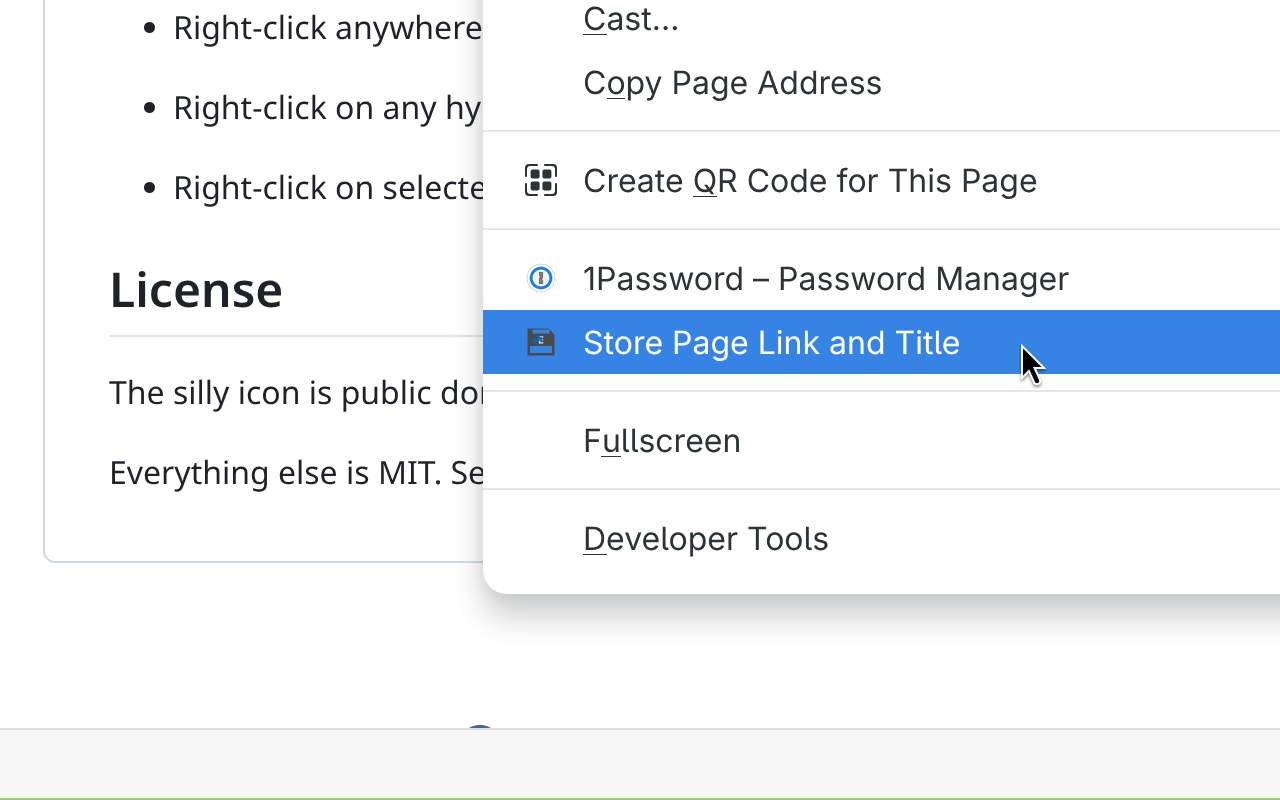 Right-click anywhere
Right-click on any hy
Right-click on selecte
License
The silly icon is public do
Everything else is MIT. Se
Cast...
Copy Page Address
Create QR Code for This Page
1Password – Password Manager
Store Page Link and Title
Fullscreen
Developer Tools